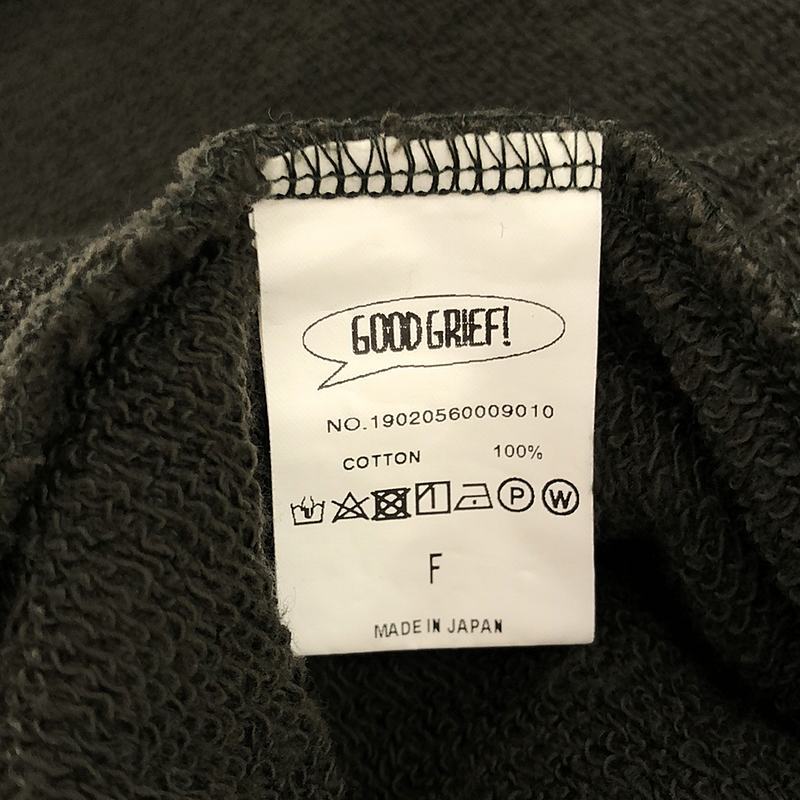 GOOD GRIEF!
NO.19020560009010
COTTON 100%
P W
F
MADE IN JAPAN